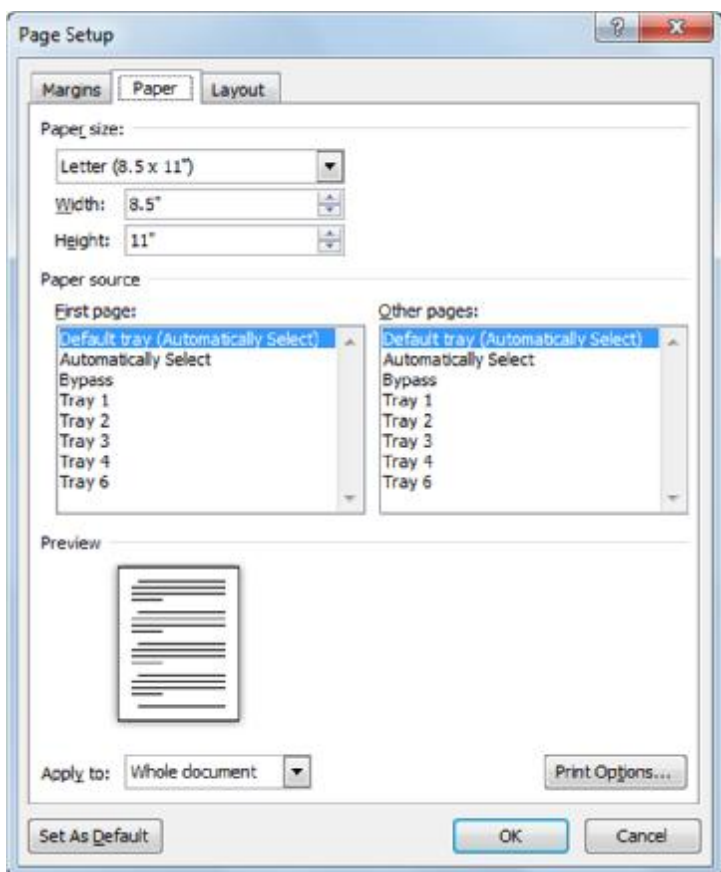 Page Setup
Margins Paper Layout
Paper size:
Letter (8.5 x 11")
Width: 8.5"
Height: 11"
Paper source
First page:
Default tray (Automatically Select)
Automatically Select
Bypass
Tray 1
Tray 2
Tray 3
Tray 4
Tray 6
Other pages:
Default tray (Automatically Select)
Automatically Select
Bypass
Tray 1
Tray 2
Tray 3
Tray 4
Tray 6
Preview
Apply to: Whole document
Print Options...
Set As Default OK Cancel